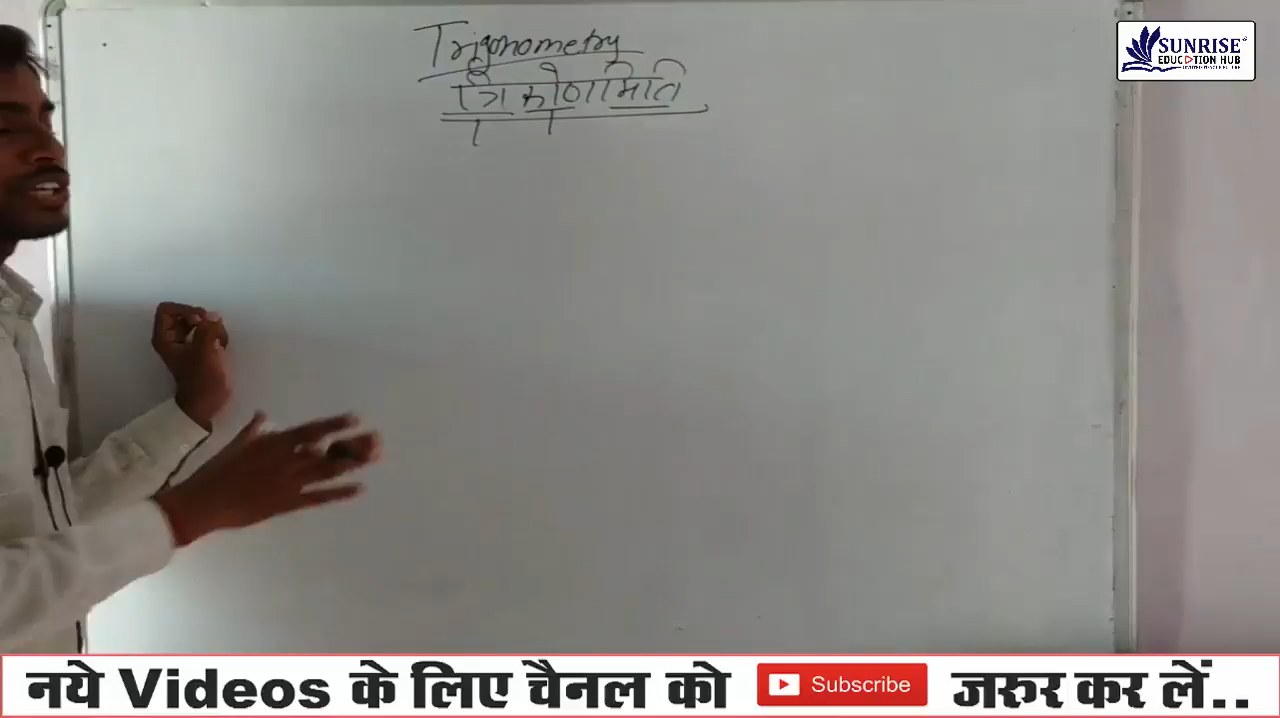 Trigonometry
त्रिकोणमिति
SUNRISE
EDUCATION HUB
नये Videos के लिए चैनल को Subscribe जरुर कर लें..